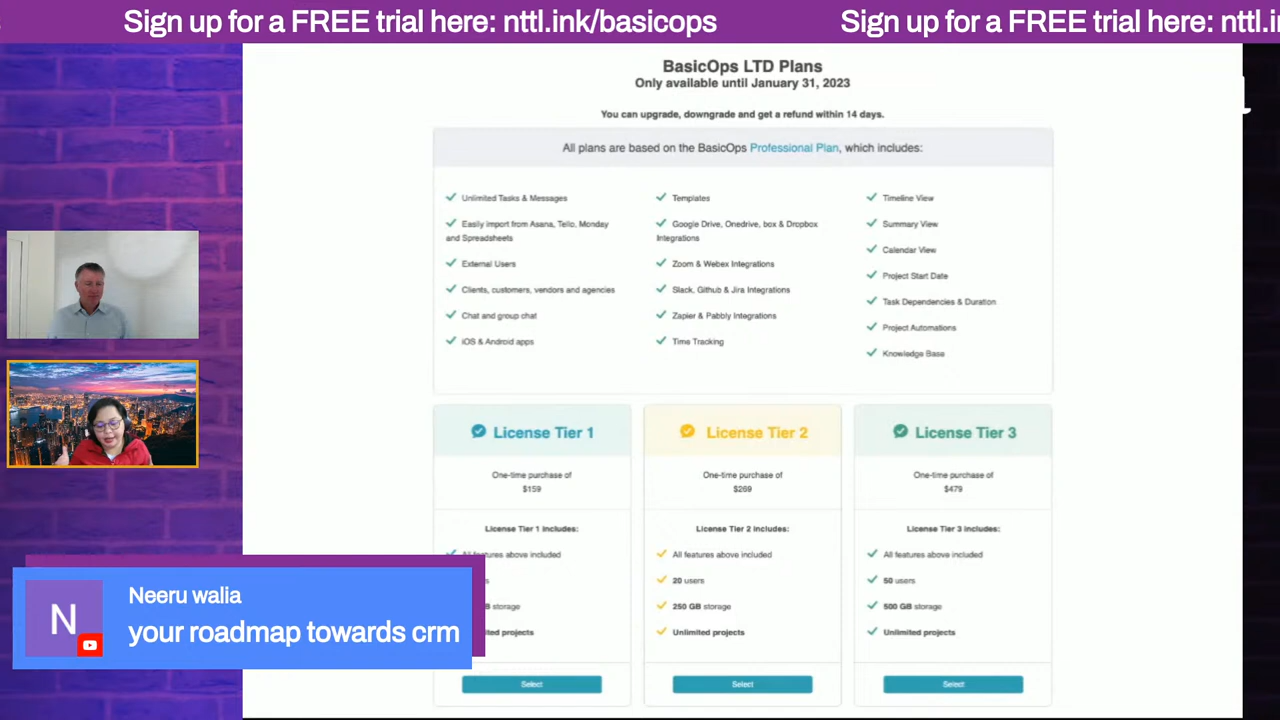 Sign up for a FREE trial here: nttl.ink/basicops
Sign up for a FREE trial here: nttl.in
BasicOps LTD Plans
Only available until January 31, 2023
You can upgrade, downgrade and get a refund within 14 days.
All plans are based on the BasicOps Professional Plan, which includes:
Unlimited Tasks & Messages
Easily import from Asana, Tello, Monday
and Spreadsheets
External Users
Clients, customers, vendors and agencies
Chat and group chat
iOS & Android apps
Templates
Google Drive, Onedrive, box & Dropbox
Integrations
Zoom & Webex Integrations
Slack, Github & Jira Integrations
Zapier & Pabbly Integrations
Time Tracking
Timeline View
Summary View
Calendar View
Project Start Date
Task Dependencies & Duration
Project Automations
Knowledge Base
License Tier 1
One-time purchase of
$159
License Tier 1 Includes:
All features above included
storage
projects
Select
License Tier 2
One-time purchase of
$269
License Tier 2 Includes:
All features above included
20 users
250 GB storage
Unlimited projects
Select
License Tier 3
One-time purchase of
$479
License Tier 3 Includes:
All features above included
50 users
500 GB storage
Unlimited projects
Select
N
Neeru walia
your roadmap towards crm